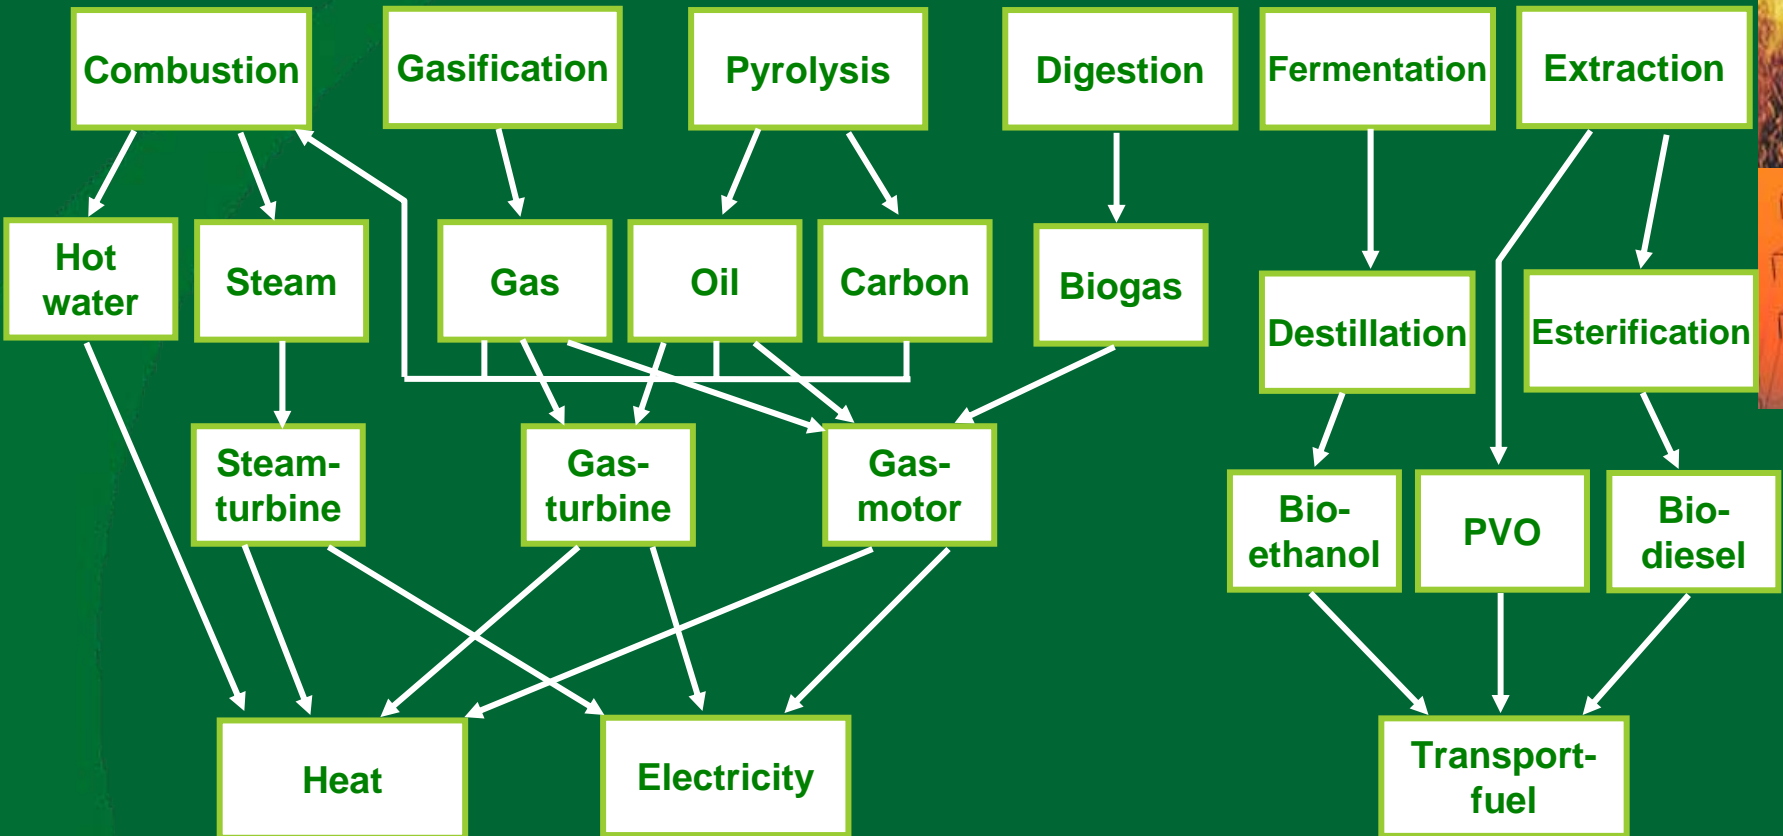 Combustion
Gasification
Pyrolysis
Digestion
Fermentation
Extraction
Hot
water
Steam
Gas
Oil
Carbon
Biogas
Destillation
Esterification
Steam-
turbine
Gas-
turbine
Gas-
motor
Bio-
ethanol
PVO
Bio-
diesel
Heat
Electricity
Transport-
fuel